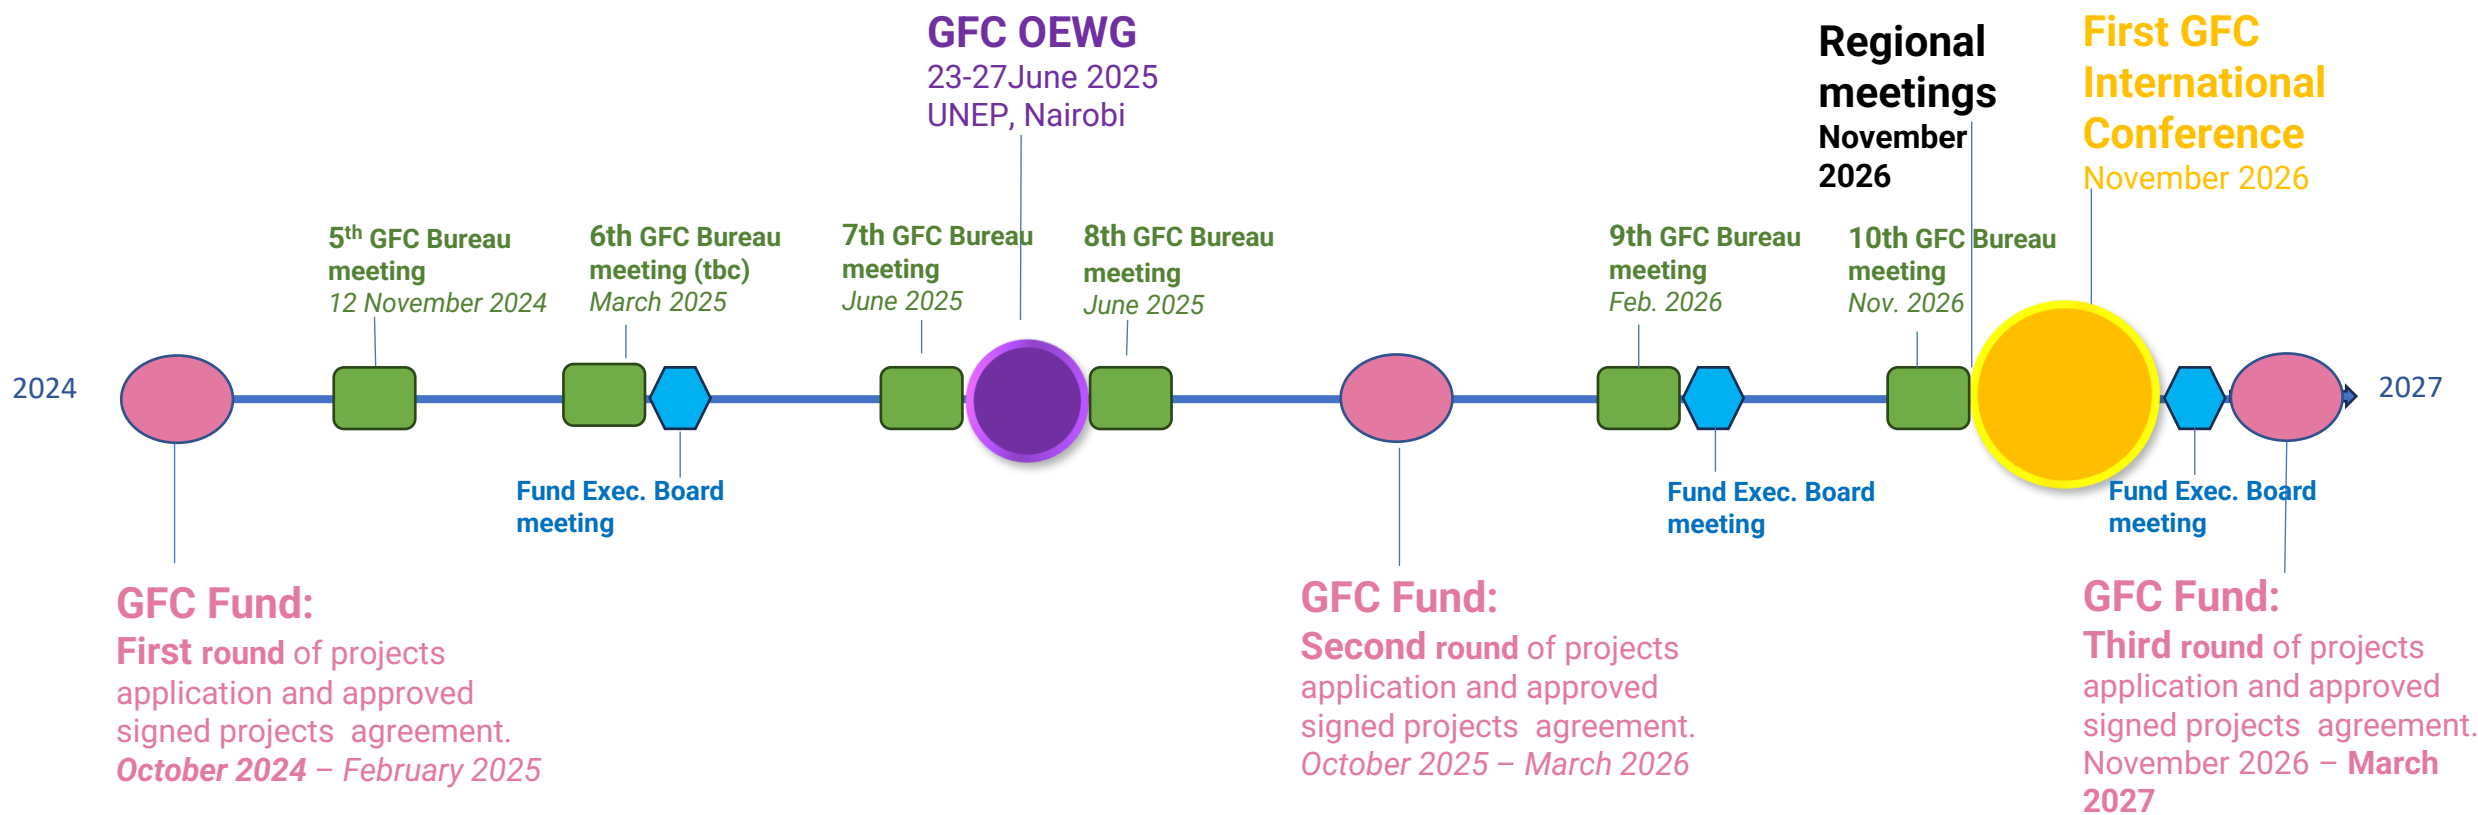 GFC OEWG
23-27June 2025
UNEP, Nairobi
Regional
meetings
November
2026
First GFC
International
Conference
November 2026
5th GFC Bureau
meeting
12 November 2024
6th GFC Bureau
meeting (tbc)
March 2025
7th GFC Bureau
meeting
June 2025
8th GFC Bureau
meeting
June 2025
9th GFC Bureau
meeting
Feb. 2026
10th GFC Bureau
meeting
Nov. 2026
2024
2027
Fund Exec. Board
meeting
Fund Exec. Board
meeting
Fund Exec. Board
meeting
GFC Fund:
First round of projects
application and approved
signed projects  agreement.
October 2024 – February 2025
GFC Fund:
Second round of projects
application and approved
signed projects  agreement.
October 2025 – March 2026
GFC Fund:
Third round of projects
application and approved
signed projects  agreement.
November 2026 – March
2027